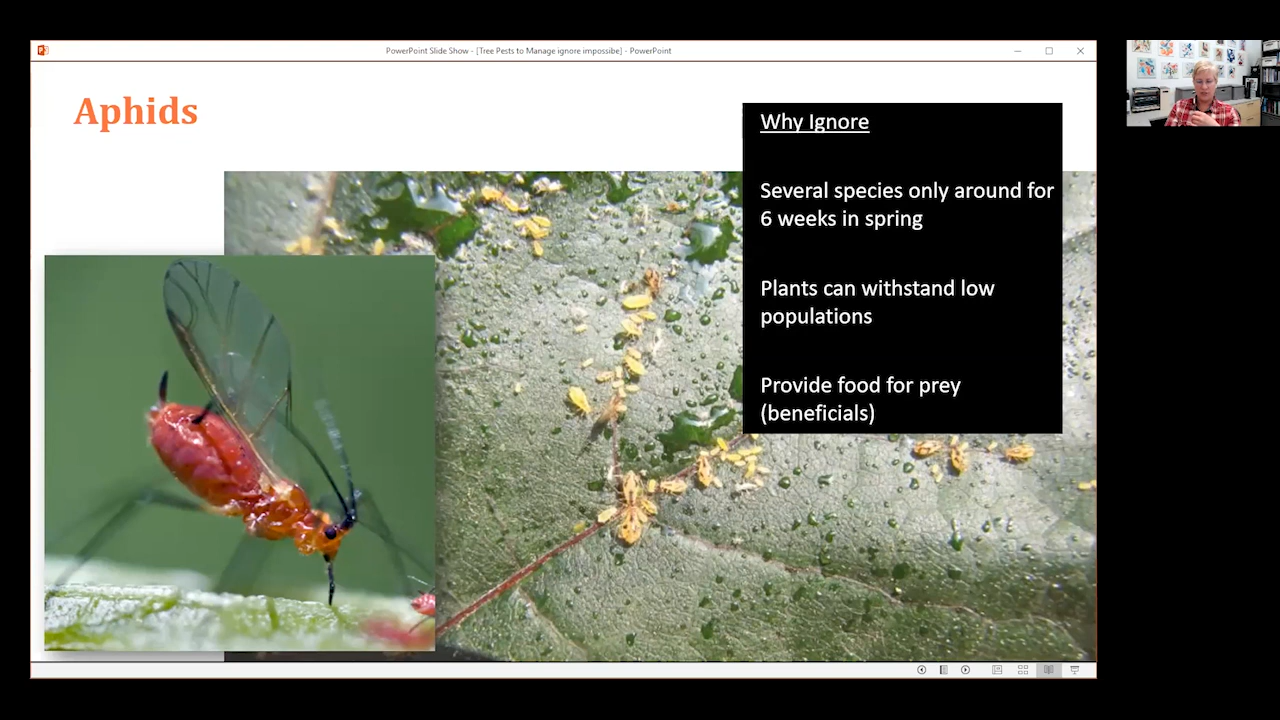 PowerPoint Slide Show - [Tree Pests to Manage ignore impossibe] - PowerPoint
Aphids
Why Ignore
Several species only around for
6 weeks in spring
Plants can withstand low
populations
Provide food for prey
(beneficials)